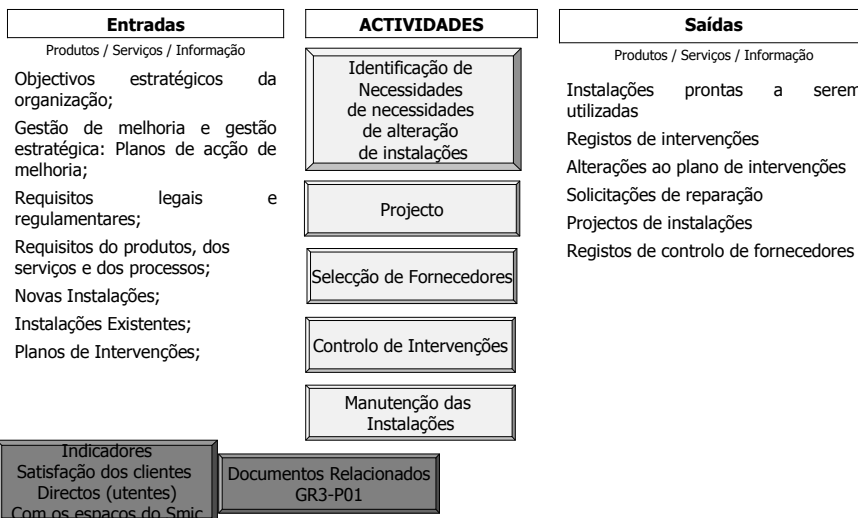 Entradas
Produtos / Serviços / Informação
Objectivos estratégicos da
organização;
Gestão de melhoria e gestão
estratégica: Planos de acção de
melhoria;
Requisitos legais e
regulamentares;
Requisitos do produtos, dos
serviços e dos processos;
Novas Instalações;
Instalações Existentes;
Planos de Intervenções;
ACTIVIDADES
Identificação de
Necessidades
de necessidades
de alteração
de instalações
Projecto
Selecção de Fornecedores
Controlo de Intervenções
Manutenção das
Instalações
Saídas
Produtos / Serviços / Informação
Instalações prontas a serem
utilizadas
Registos de intervenções
Alterações ao plano de intervenções
Solicitações de reparação
Projectos de instalações
Registos de controlo de fornecedores
Indicadores
Satisfação dos clientes
Directos (utentes)
Com os espaços do Smic
Documentos Relacionados
GR3-P01